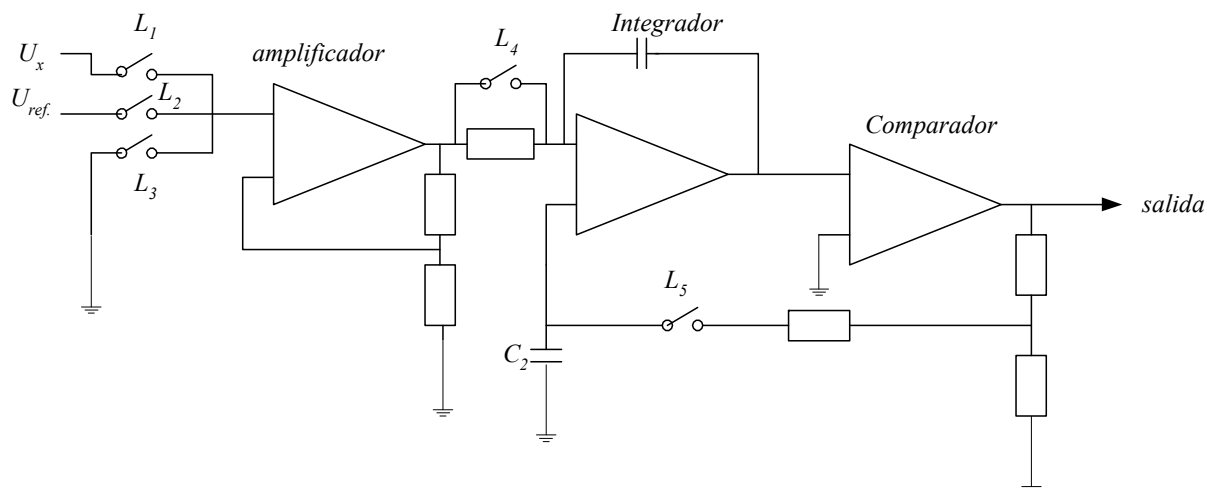 L1
Integrador
L4
amplificador
Ux
Uref.
L2
Comparador
L3
salida
L5
C2